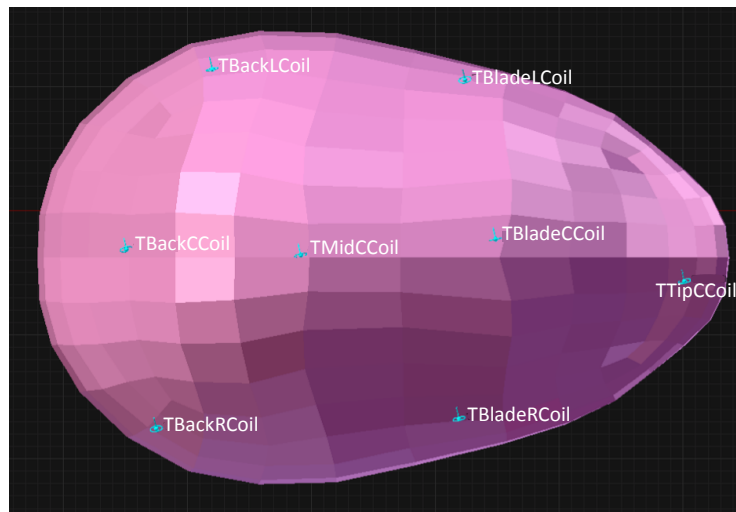 TBackLCoil
TBladeLCoil
TBackCCoil
TMidCCoil
TBladeCCoil
TTipCCoil
TBackRCoil
TBladeRCoil